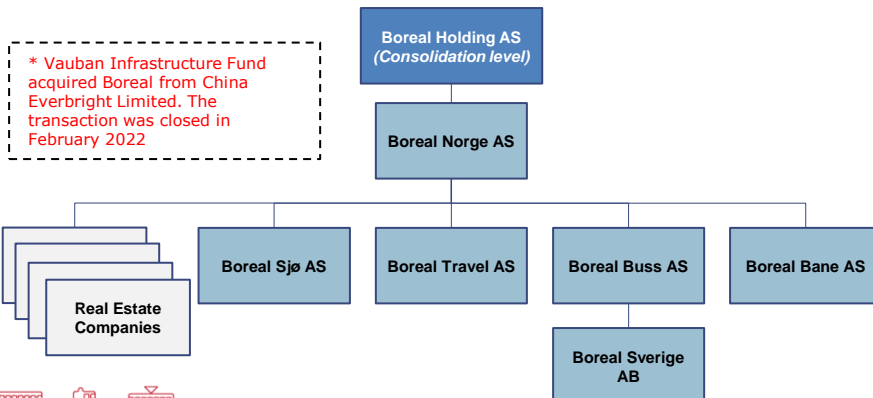 Boreal Holding AS
(Consolidation level)
* Vauban Infrastructure Fund
acquired Boreal from China
Everbright Limited. The
transaction was closed in
February 2022
Boreal Norge AS
Real Estate
Companies
Boreal Sjø AS
Boreal Travel AS
Boreal Buss AS
Boreal Bane AS
Boreal Sverige
AB